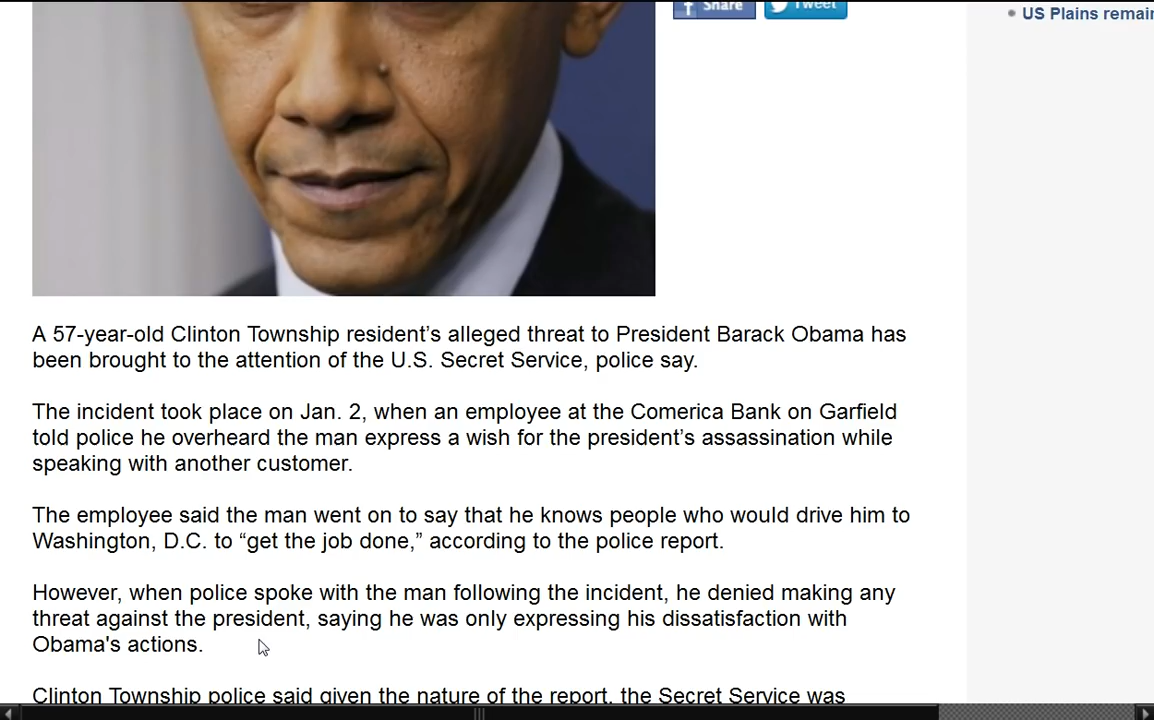 Share
Tweet
US Plains remain
A 57-year-old Clinton Township resident’s alleged threat to President Barack Obama has
been brought to the attention of the U.S. Secret Service, police say.
The incident took place on Jan. 2, when an employee at the Comerica Bank on Garfield
told police he overheard the man express a wish for the president’s assassination while
speaking with another customer.
The employee said the man went on to say that he knows people who would drive him to
Washington, D.C. to “get the job done,” according to the police report.
However, when police spoke with the man following the incident, he denied making any
threat against the president, saying he was only expressing his dissatisfaction with
Obama's actions.
Clinton Township police said given the nature of the report, the Secret Service was